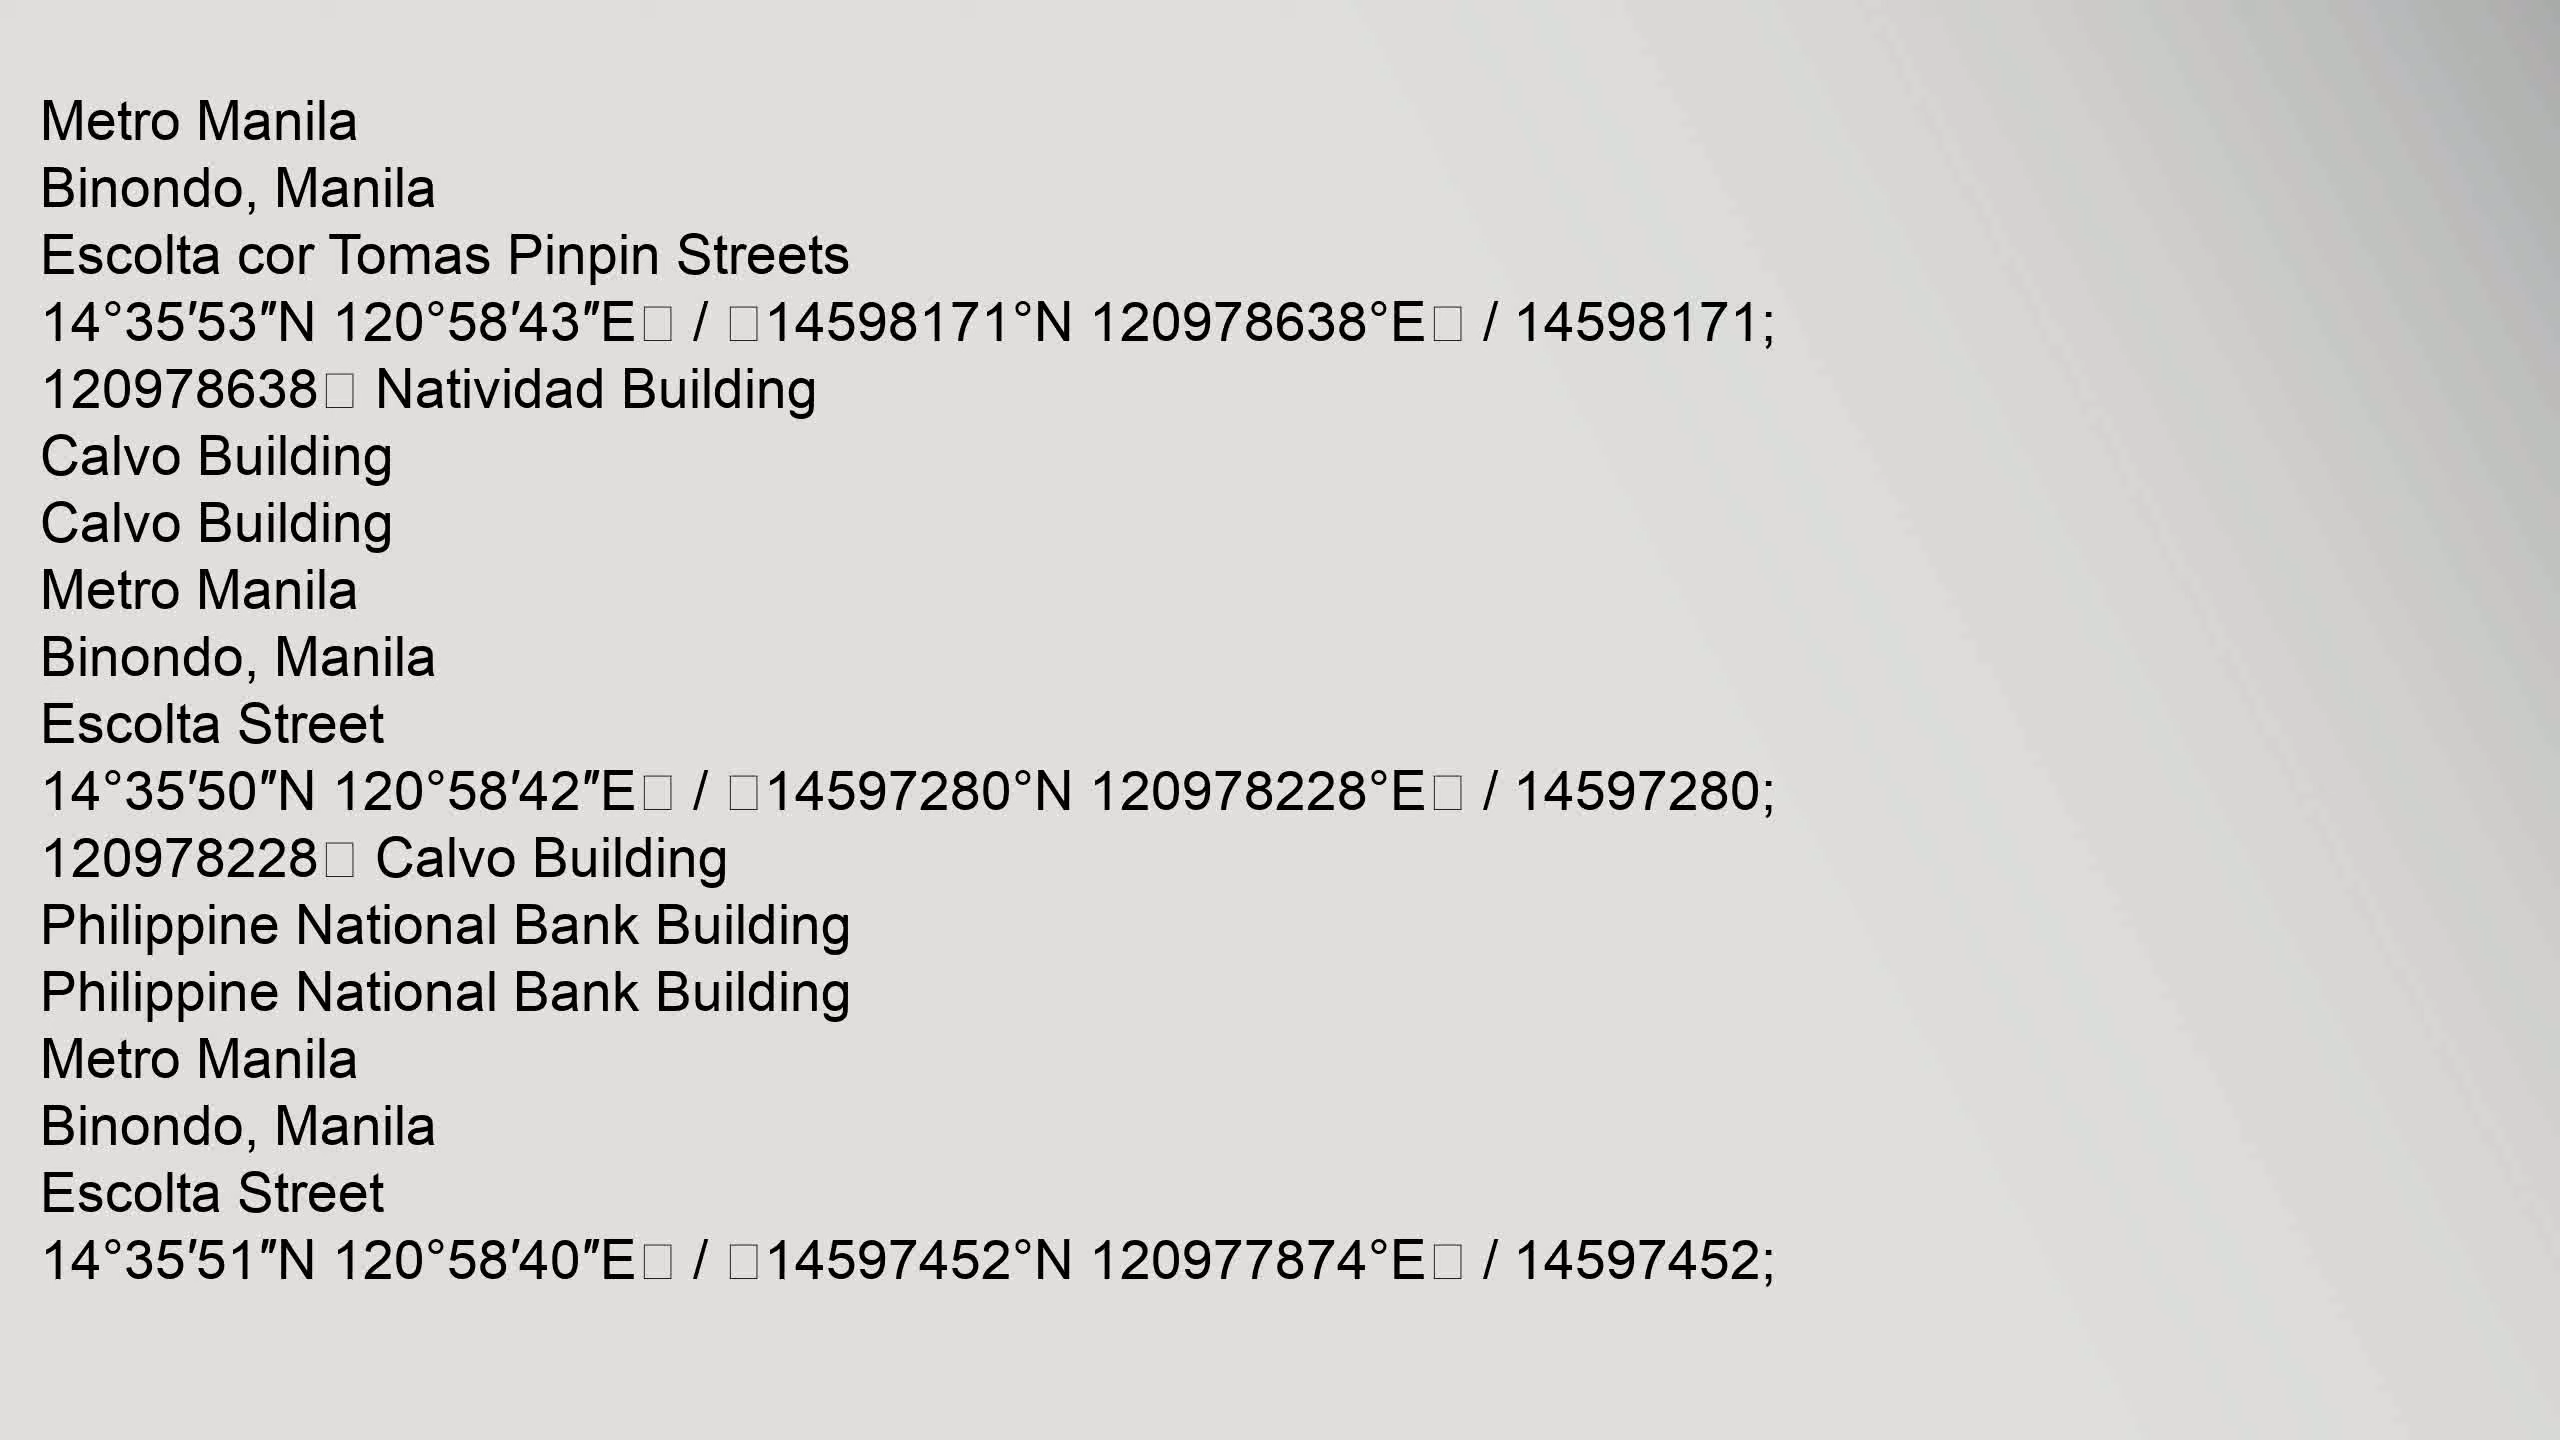 Metro Manila
Binondo, Manila
Escolta cor Tomas Pinpin Streets
14°35′53″N 120°58′43″E□ / □14598171°N 120978638°E□ / 14598171;
120978638□ Natividad Building
Calvo Building
Calvo Building
Metro Manila
Binondo, Manila
Escolta Street
14°35′50″N 120°58′42″E□ / □14597280°N 120978228°E□ / 14597280;
120978228□ Calvo Building
Philippine National Bank Building
Philippine National Bank Building
Metro Manila
Binondo, Manila
Escolta Street
14°35′51″N 120°58′40″E□ / □14597452°N 120977874°E□ / 14597452;